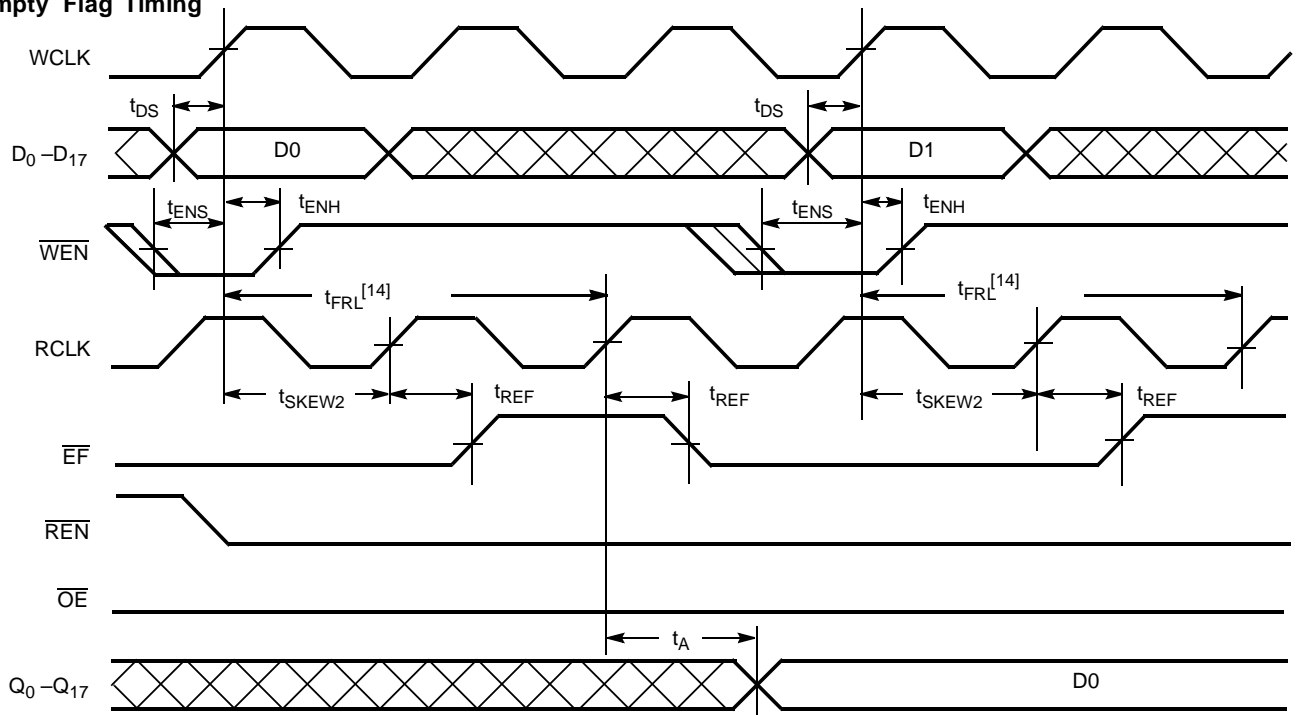 mpty Flag Timing
WCLK
tDS tDS
D0 –D17 D0 D1
tENS tENH tENS tENH
WEN
tFRL[14] tFRL[14]
RCLK
tSKEW2 tREF tREF tSKEW2 tREF
EF
REN
OE
tA
Q0 –Q17 D0